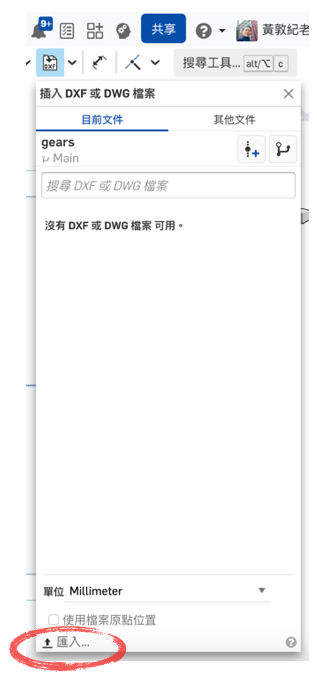 9+
共享
黃敦紀老
DXF
搜尋工具... alt/⌥ c
插入 DXF 或 DWG 檔案
目前文件 其他文件
gears
Main
搜尋 DXF 或 DWG 檔案
沒有 DXF 或 DWG 檔案 可用。
單位 Millimeter
使用檔案原點位置
匯入...